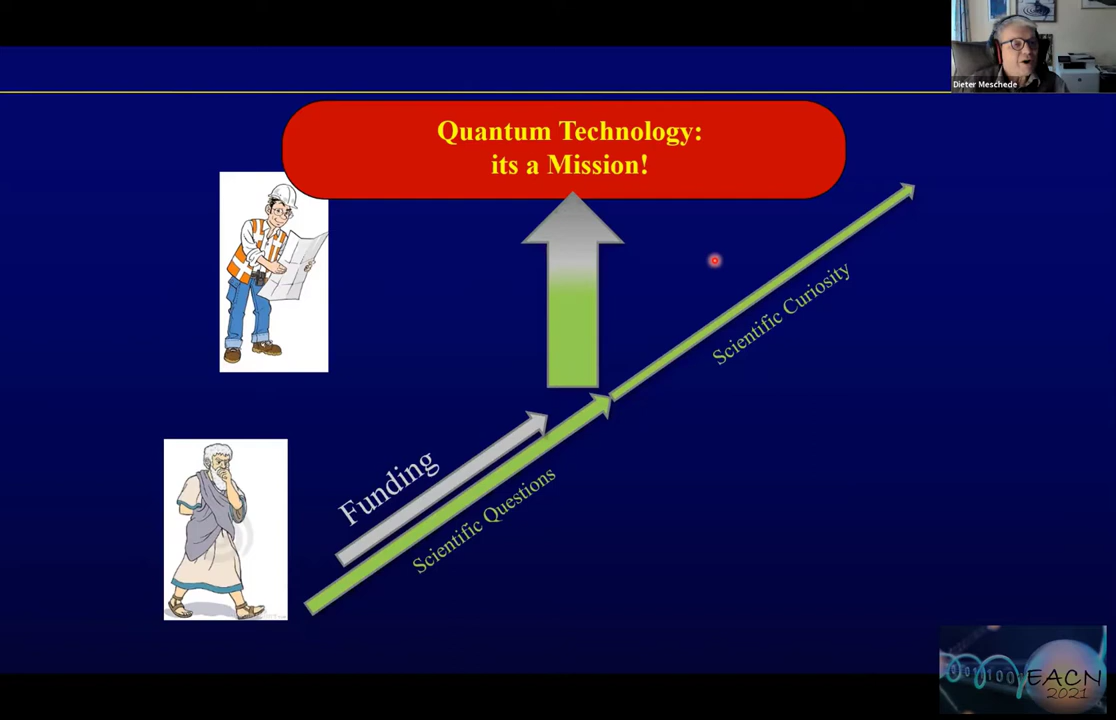 Dieter Meschede
Quantum Technology:
its a Mission!
Scientific Curiosity
Funding
Scientific Questions
EACN
2021